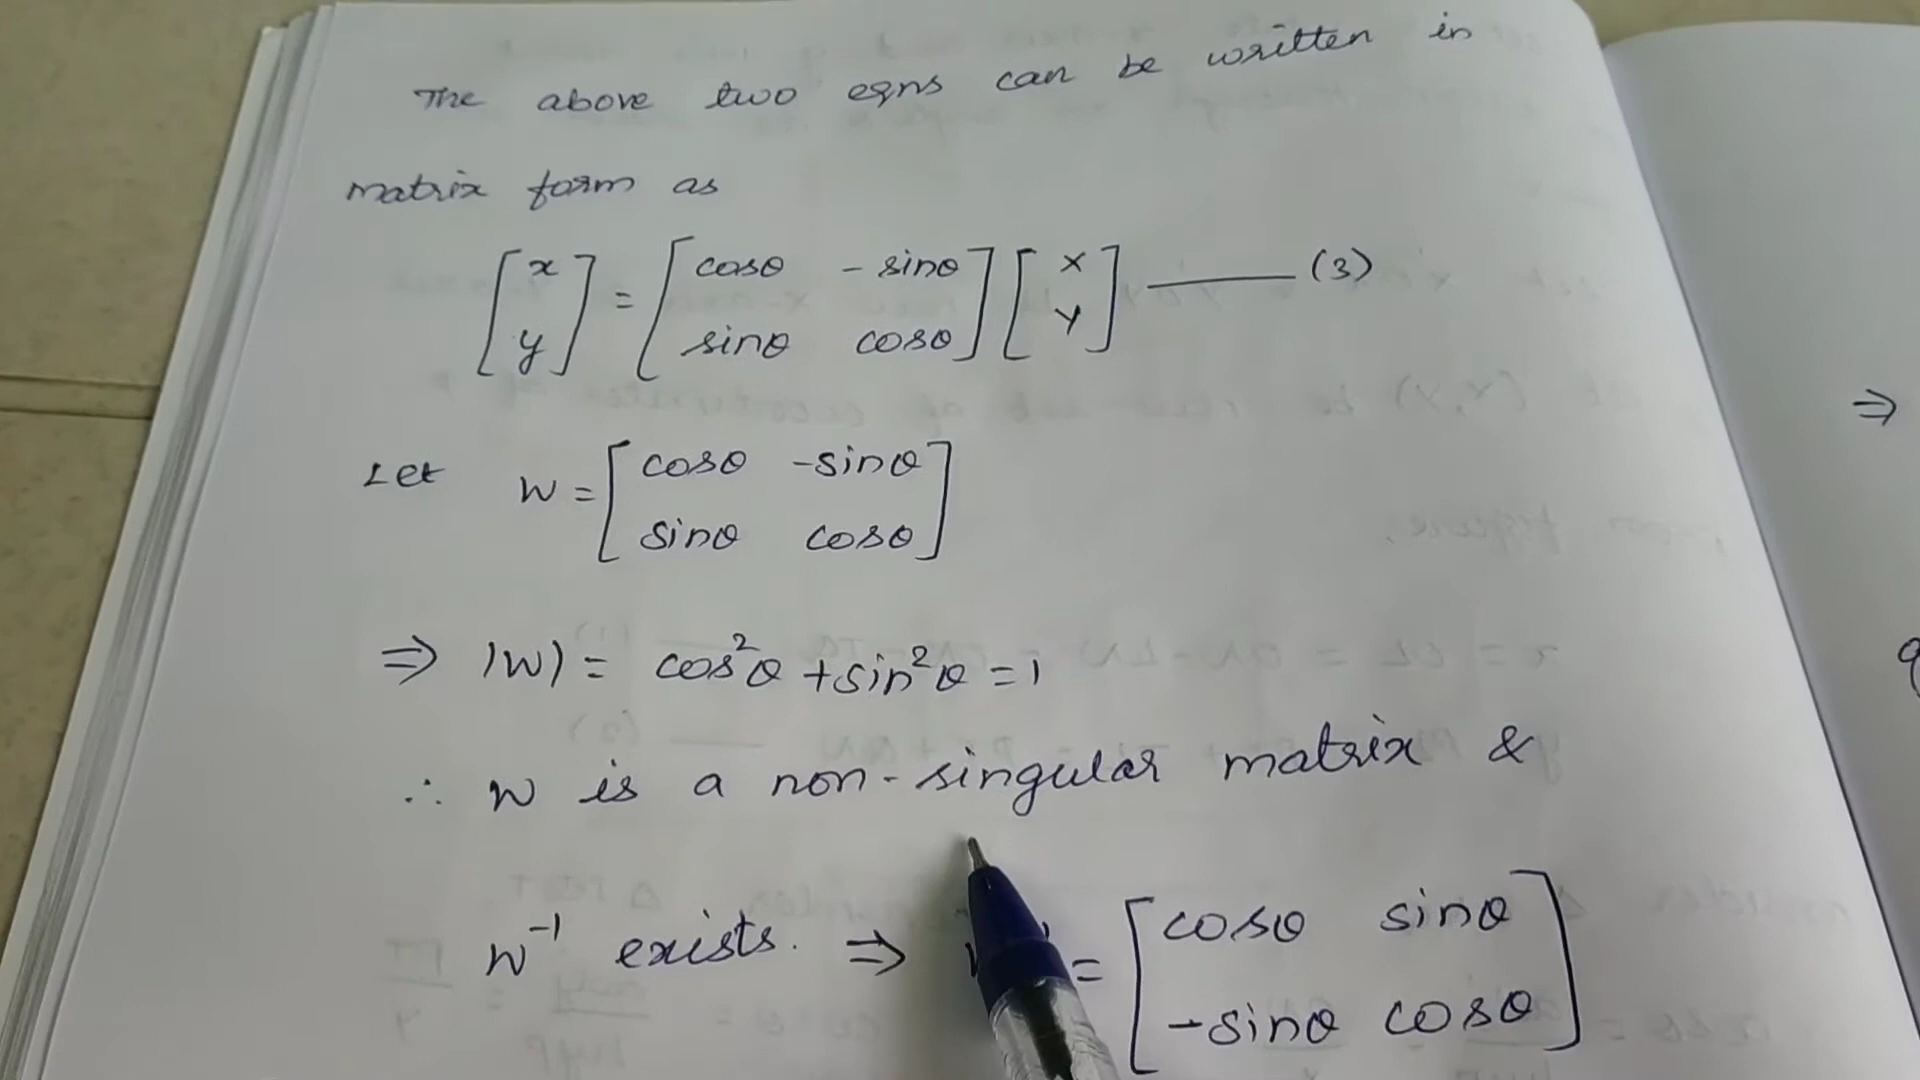 The above two eqns can be written in
matrix form as
[x y] = [cosθ -sinθ sinθ cosθ] [X Y] —— (3)
Let W = [cosθ -sinθ sinθ cosθ]
⇒ |W| = cos²θ + sin²θ = 1
∴ W is a non-singular matrix &
W⁻¹ exists. ⇒ = [cosθ sinθ -sinθ cosθ]
⇒